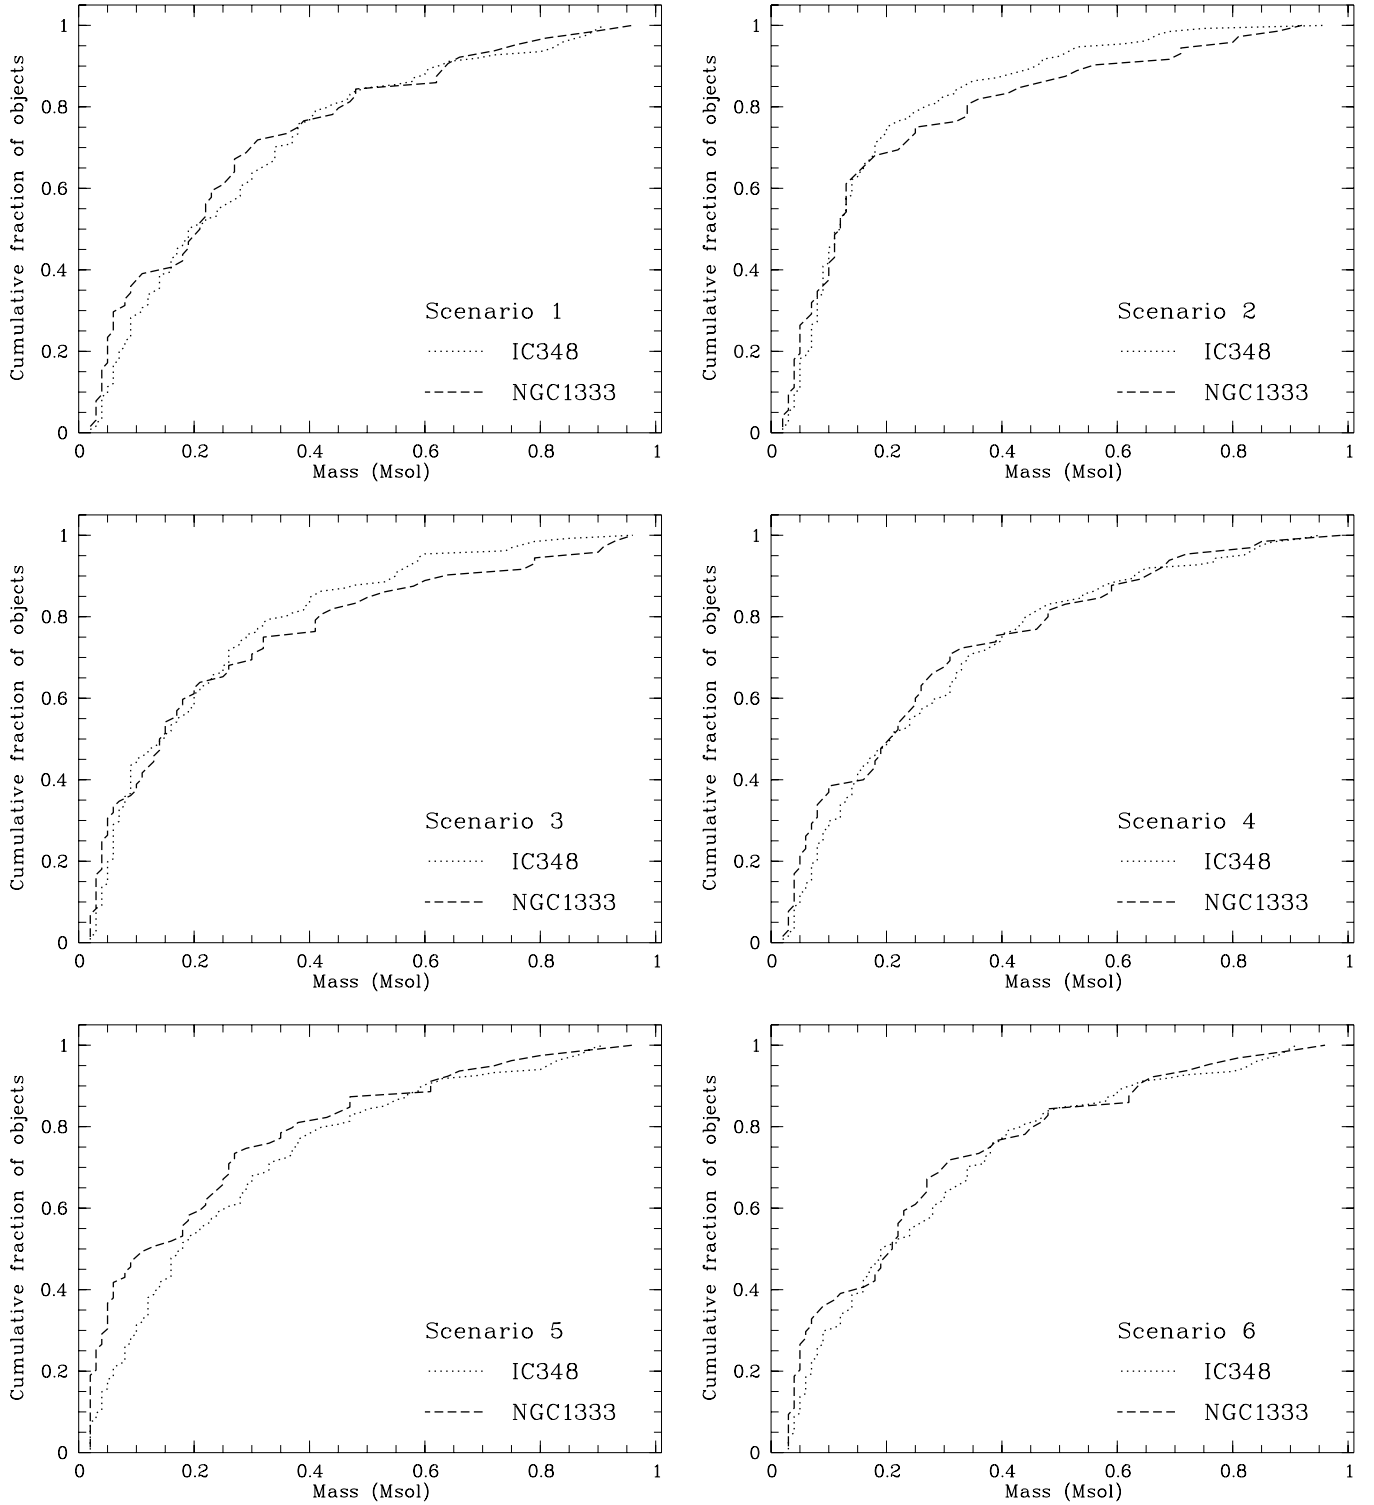 Cumulative fraction of objects
1
0.8
0.6
0.4
0.2
0
Scenario 1
IC348
NGC1333
0 0.2 0.4 0.6 0.8 1
Mass (Msol)
Cumulative fraction of objects
1
0.8
0.6
0.4
0.2
0
Scenario 2
IC348
NGC1333
0 0.2 0.4 0.6 0.8 1
Mass (Msol)
Cumulative fraction of objects
1
0.8
0.6
0.4
0.2
0
Scenario 3
IC348
NGC1333
0 0.2 0.4 0.6 0.8 1
Mass (Msol)
Cumulative fraction of objects
1
0.8
0.6
0.4
0.2
0
Scenario 4
IC348
NGC1333
0 0.2 0.4 0.6 0.8 1
Mass (Msol)
Cumulative fraction of objects
1
0.8
0.6
0.4
0.2
0
Scenario 5
IC348
NGC1333
0 0.2 0.4 0.6 0.8 1
Mass (Msol)
Cumulative fraction of objects
1
0.8
0.6
0.4
0.2
0
Scenario 6
IC348
NGC1333
0 0.2 0.4 0.6 0.8 1
Mass (Msol)